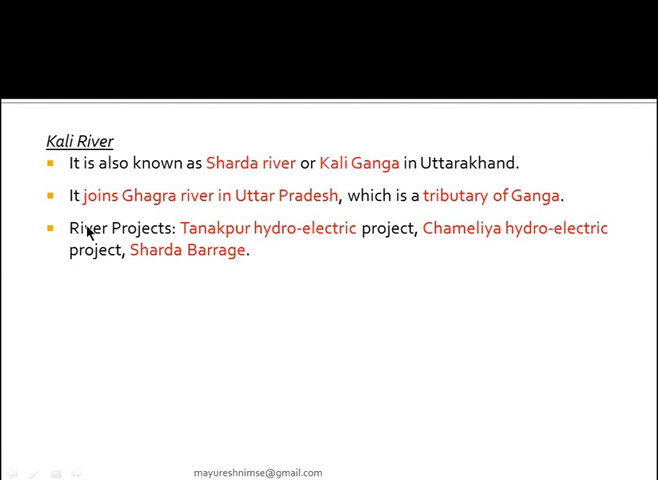 Kali River
It is also known as Sharda river or Kali Ganga in Uttarakhand.
It joins Ghagra river in Uttar Pradesh, which is a tributary of Ganga.
River Projects: Tanakpur hydro-electric project, Chameliya hydro-electric
project, Sharda Barrage.
mayureshnimse@gmail.com